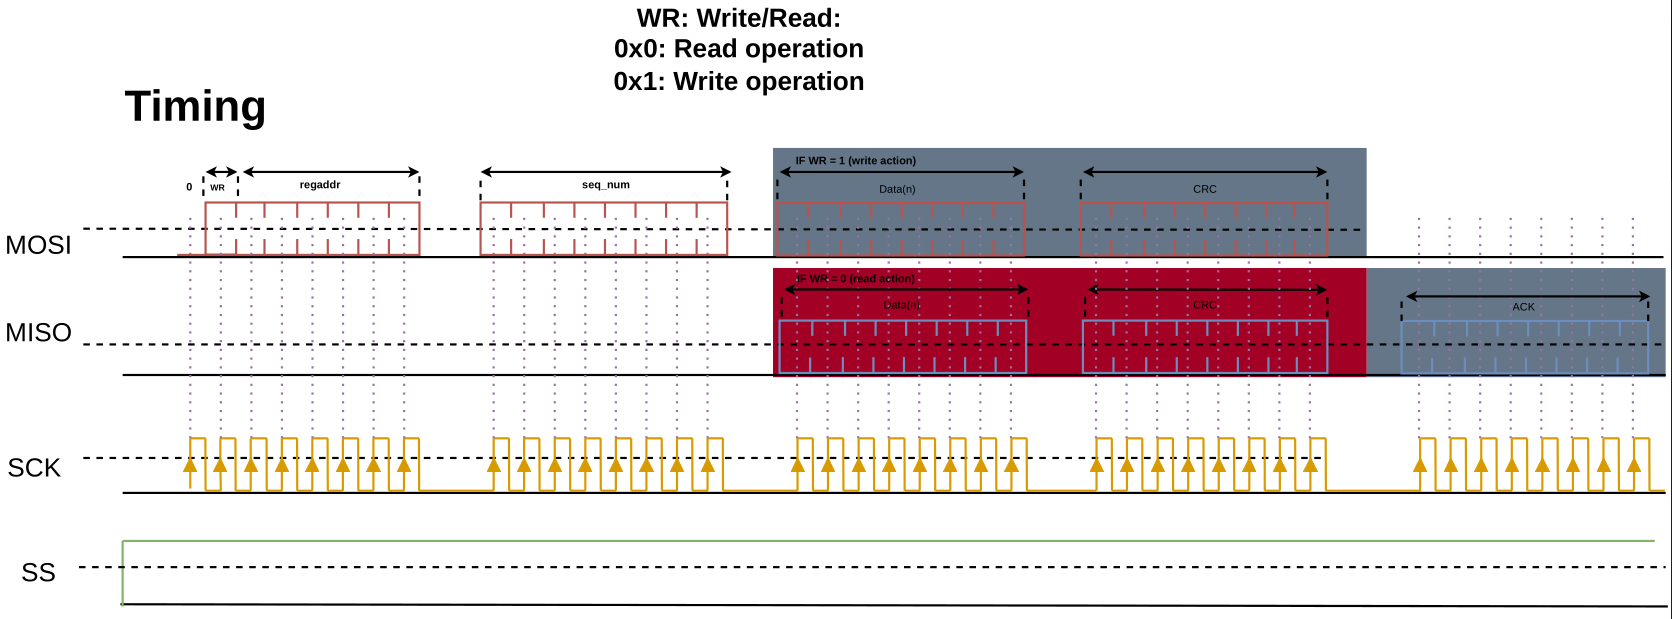 WR: Write/Read:
0x0: Read operation
0x1: Write operation
Timing
IF WR = 1 (write action)
0 WR regaddr seq_num Data(n) CRC
MOSI
IF WR = 0 (read action)
Data(n) CRC ACK
MISO
SCK
SS